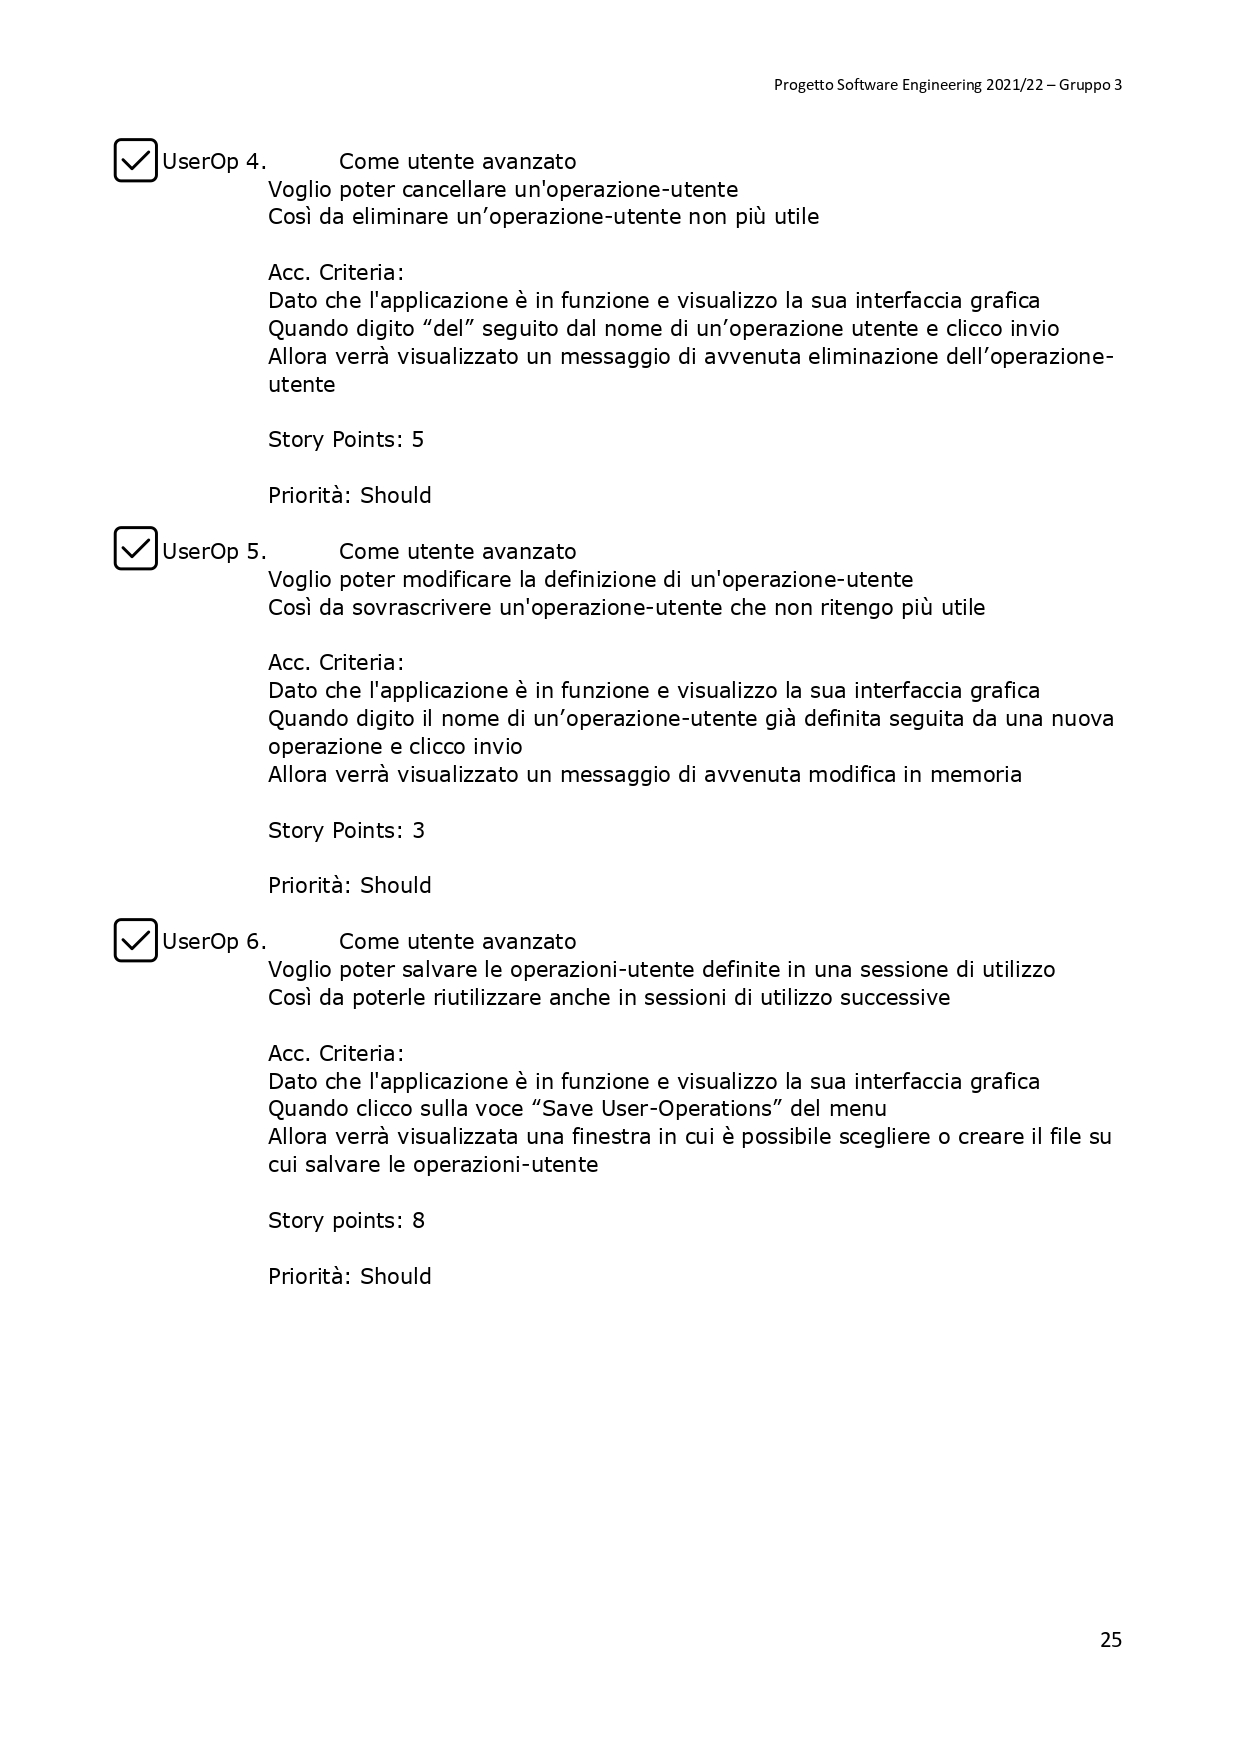 Progetto Software Engineering 2021/22 – Gruppo 3
UserOp 4. Come utente avanzato
Voglio poter cancellare un'operazione-utente
Così da eliminare un’operazione-utente non più utile
Acc. Criteria:
Dato che l'applicazione è in funzione e visualizzo la sua interfaccia grafica
Quando digito “del” seguito dal nome di un’operazione utente e clicco invio
Allora verrà visualizzato un messaggio di avvenuta eliminazione dell’operazione-
utente
Story Points: 5
Priorità: Should
UserOp 5. Come utente avanzato
Voglio poter modificare la definizione di un'operazione-utente
Così da sovrascrivere un'operazione-utente che non ritengo più utile
Acc. Criteria:
Dato che l'applicazione è in funzione e visualizzo la sua interfaccia grafica
Quando digito il nome di un’operazione-utente già definita seguita da una nuova
operazione e clicco invio
Allora verrà visualizzato un messaggio di avvenuta modifica in memoria
Story Points: 3
Priorità: Should
UserOp 6. Come utente avanzato
Voglio poter salvare le operazioni-utente definite in una sessione di utilizzo
Così da poterle riutilizzare anche in sessioni di utilizzo successive
Acc. Criteria:
Dato che l'applicazione è in funzione e visualizzo la sua interfaccia grafica
Quando clicco sulla voce “Save User-Operations” del menu
Allora verrà visualizzata una finestra in cui è possibile scegliere o creare il file su
cui salvare le operazioni-utente
Story points: 8
Priorità: Should
25